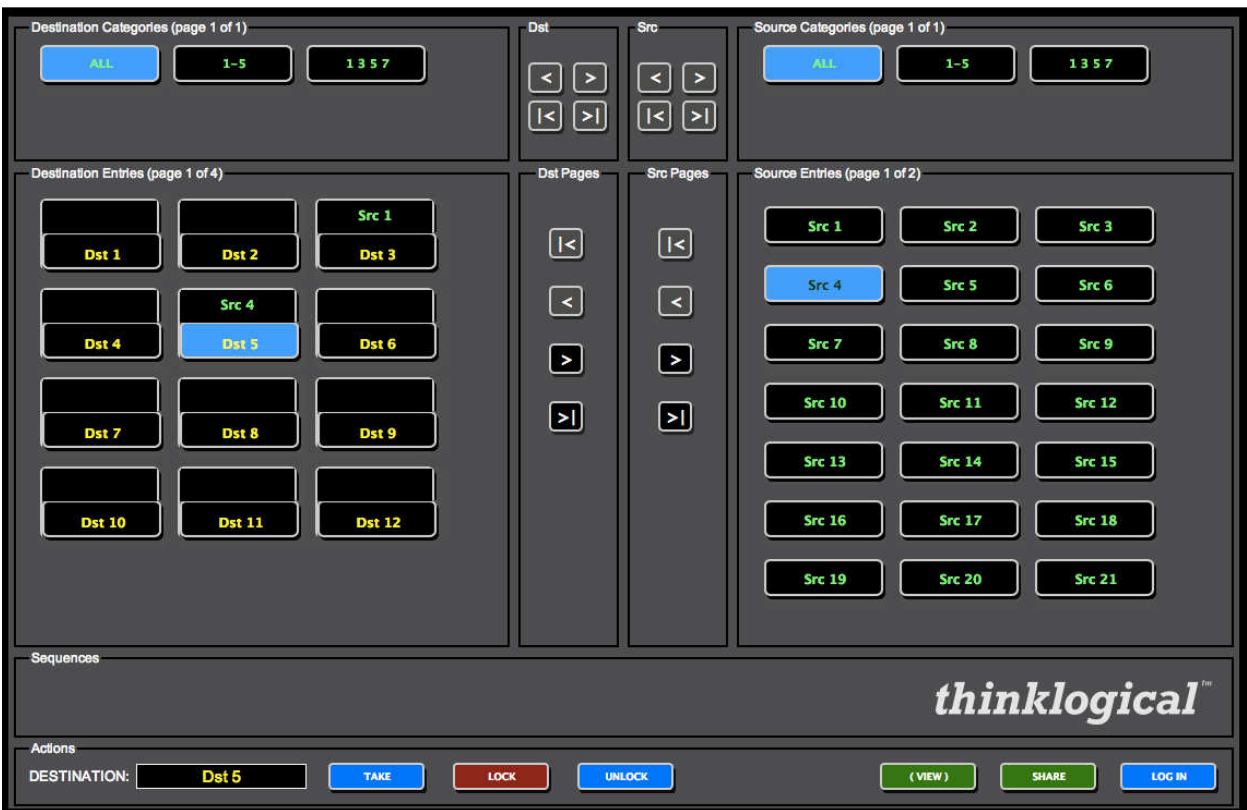 Destination Categories (page 1 of 1)
Dst
Src
Source Categories (page 1 of 1)
ALL 1-5 1 3 5 7
< > < >
ALL 1-5 1 3 5 7
|< >| |< >|
Destination Entries (page 1 of 4)
Dst Pages
Src Pages
Source Entries (page 1 of 2)
Src 1
Dst 1 Dst 2 Dst 3
Src 4
Dst 4 Dst 5 Dst 6
Dst 7 Dst 8 Dst 9
Dst 10 Dst 11 Dst 12
|< |<
< <
> >
>| >|
Src 1 Src 2 Src 3
Src 4 Src 5 Src 6
Src 7 Src 8 Src 9
Src 10 Src 11 Src 12
Src 13 Src 14 Src 15
Src 16 Src 17 Src 18
Src 19 Src 20 Src 21
Sequences
thinklogical™
Actions
DESTINATION: Dst 5 TAKE LOCK UNLOCK (VIEW) SHARE LOG IN